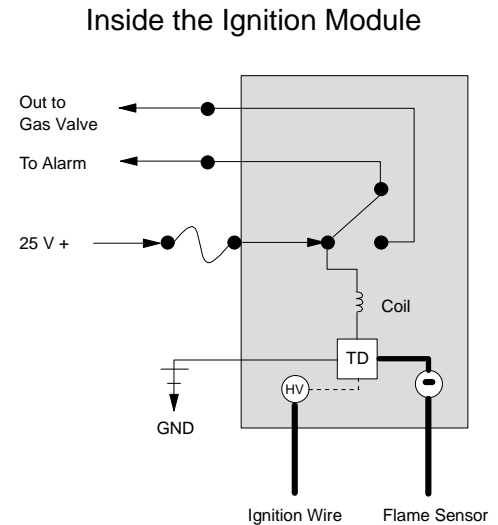 Inside the Ignition Module
Out to
Gas Valve
To Alarm
25 V +
Coil
TD
HV
GND
Ignition Wire
Flame Sensor